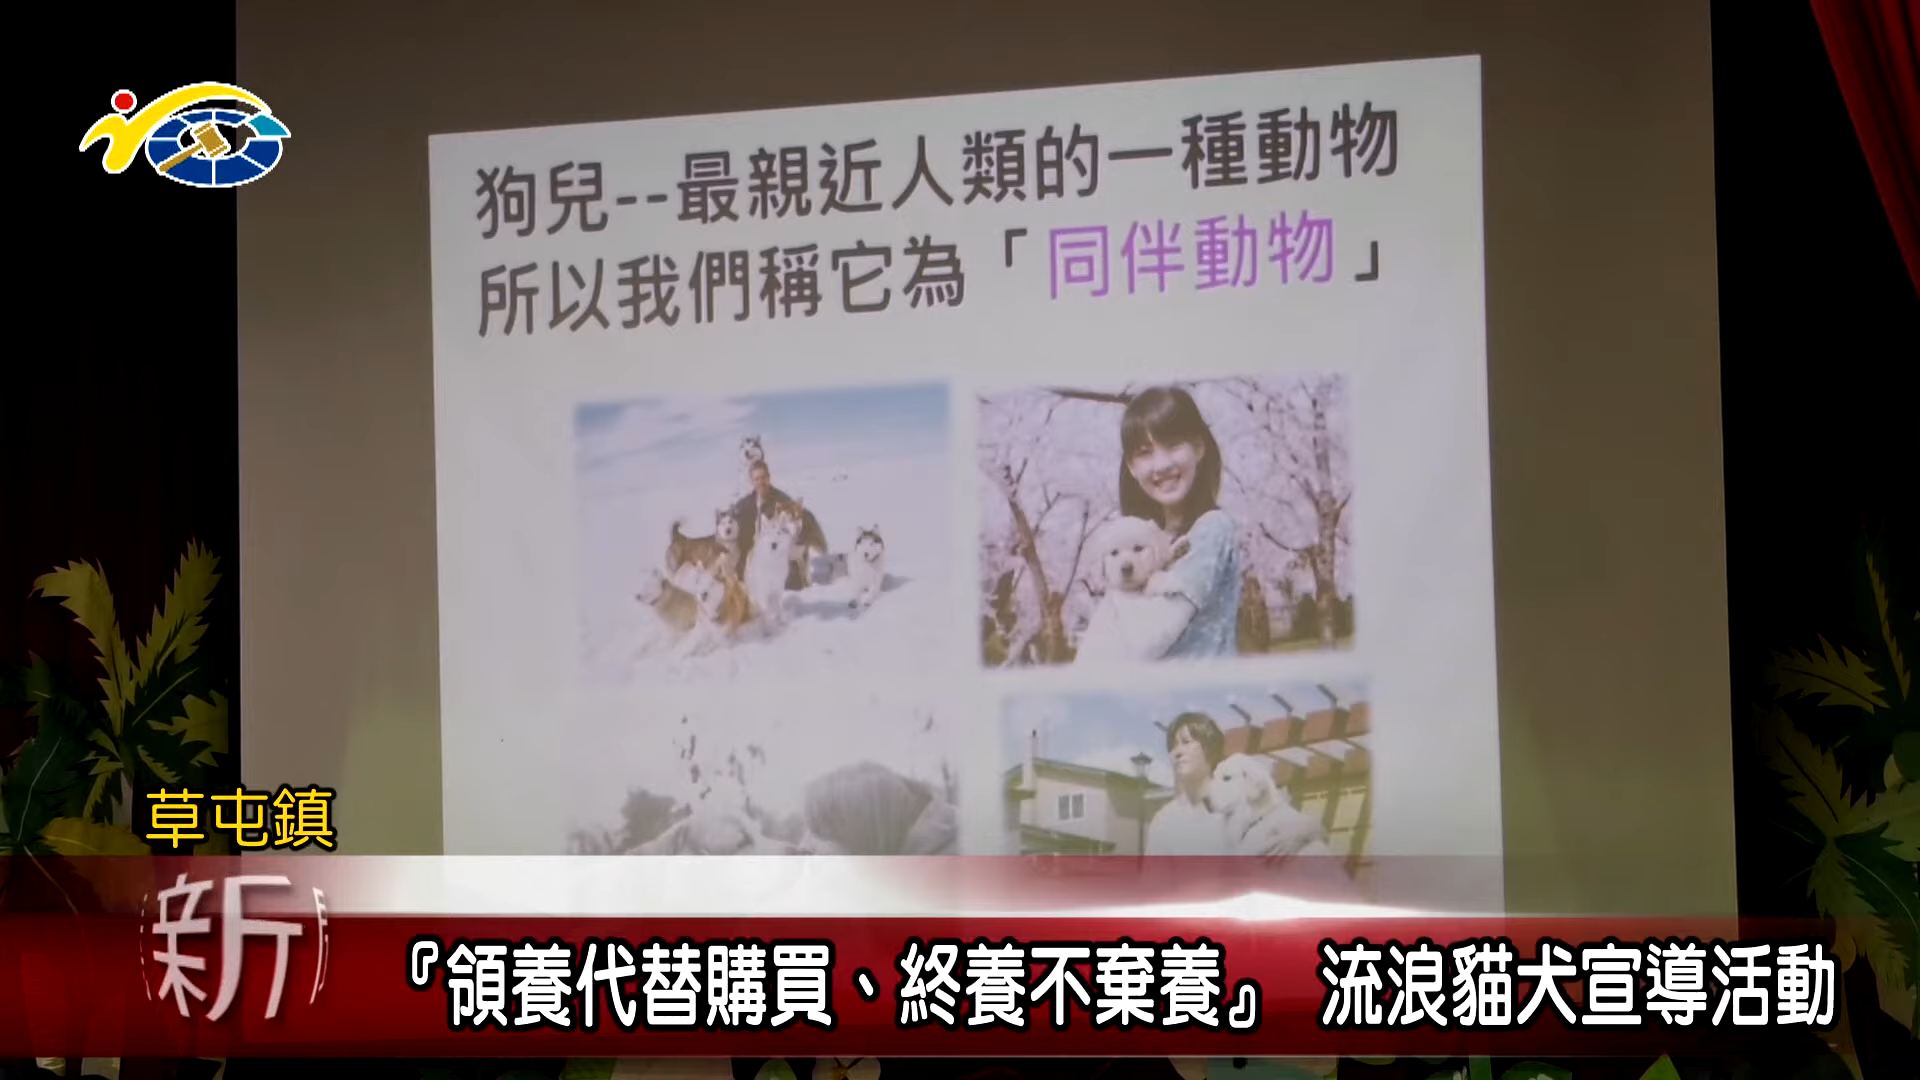 狗兒--最親近人類的一種動物
所以我們稱它為「同伴動物」
草屯鎮
新
『領養代替購買、終養不棄養』 流浪貓犬宣導活動